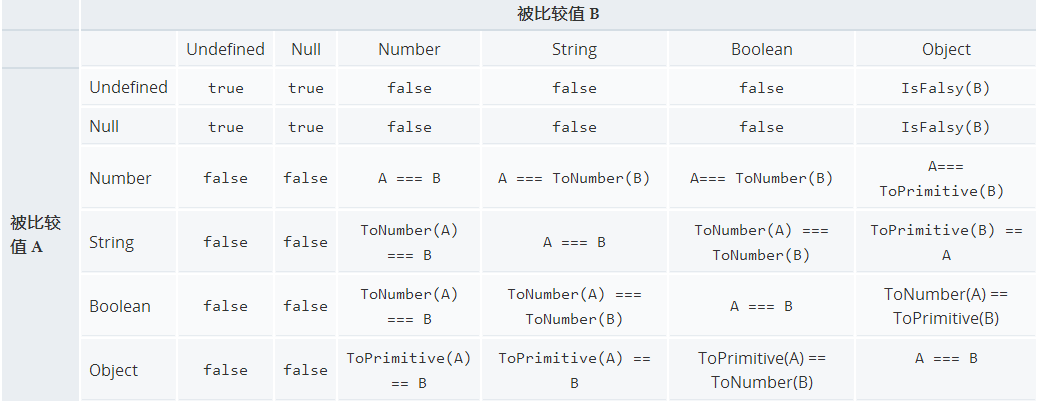 被比较值 B
Undefined Null Number String Boolean Object
Undefined true true false false false IsFalsy(B)
Null true true false false false IsFalsy(B)
Number false false A === B A === ToNumber(B) A=== ToNumber(B) A===
ToPrimitive(B)
被比较
值 A
String false false ToNumber(A)
=== B A === B ToNumber(A) ===
ToNumber(B) ToPrimitive(B) ==
A
Boolean false false ToNumber(A)
=== B ToNumber(A) ===
ToNumber(B) A === B ToNumber(A) ==
ToPrimitive(B)
Object false false ToPrimitive(A)
== B ToPrimitive(A) ==
B ToPrimitive(A) ==
ToNumber(B) A === B